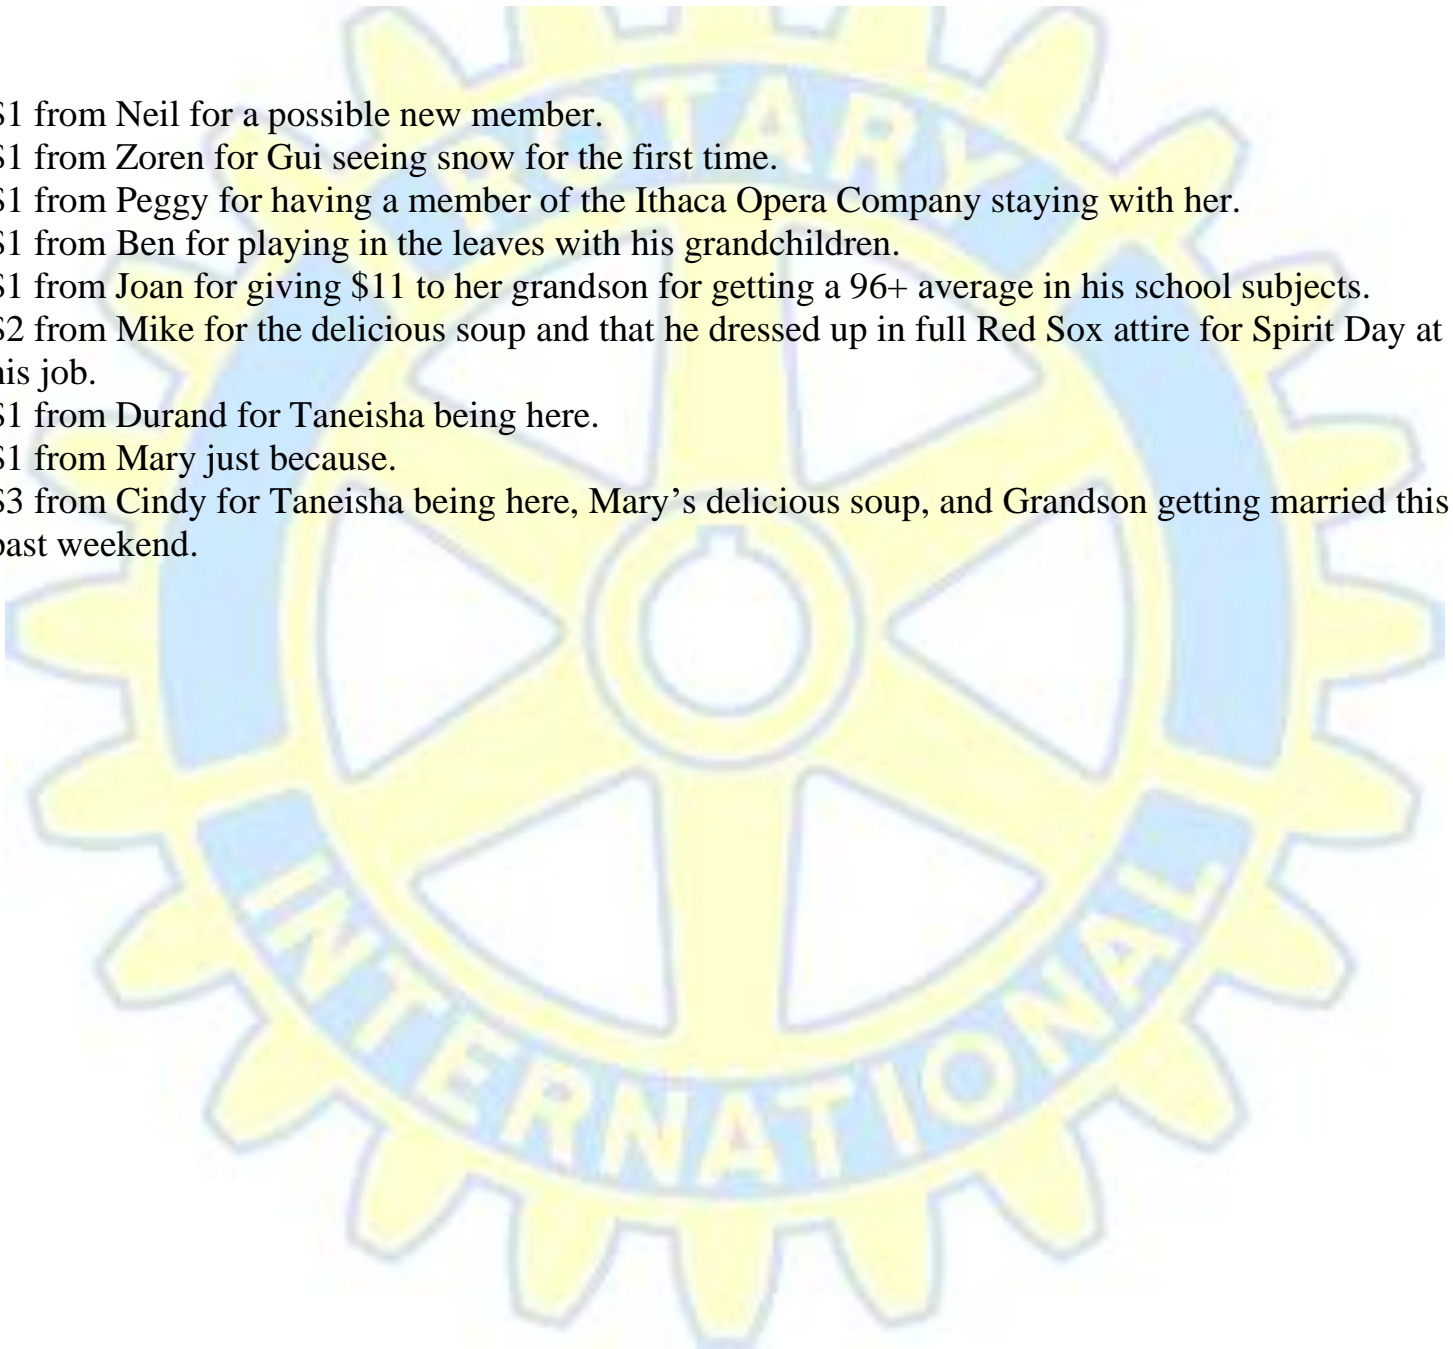 $1 from Neil for a possible new member.
$1 from Zoren for Gui seeing snow for the first time.
$1 from Peggy for having a member of the Ithaca Opera Company staying with her.
$1 from Ben for playing in the leaves with his grandchildren.
$1 from Joan for giving $11 to her grandson for getting a 96+ average in his school subjects.
$2 from Mike for the delicious soup and that he dressed up in full Red Sox attire for Spirit Day at
his job.
$1 from Durand for Taneisha being here.
$1 from Mary just because.
$3 from Cindy for Taneisha being here, Mary’s delicious soup, and Grandson getting married this
past weekend.
ROTARY
INTERNATIONAL